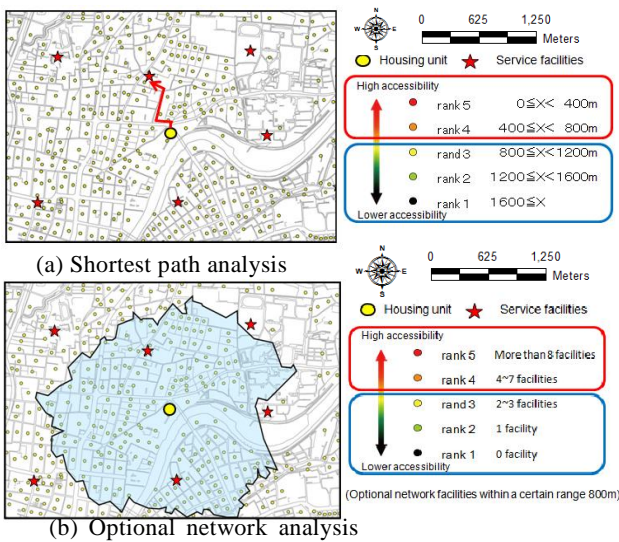 N
W E
S
0 625 1,250
Meters
Housing unit Service facilities
High accessibility
rank 5 0≦X< 400m
rank 4 400≦X< 800m
rand 3 800≦X<1200m
rank 2 1200≦X<1600m
rank 1 1600≦X
Lower accessibility
(a) Shortest path analysis
N
W E
S
0 625 1,250
Meters
Housing unit Service facilities
High accessibility
rank 5 More than 8 facilities
rank 4 4~7 facilities
rand 3 2~3 facilities
rank 2 1 facility
rank 1 0 facility
Lower accessibility
(Optional network facilities within a certain range 800m)
(b) Optional network analysis